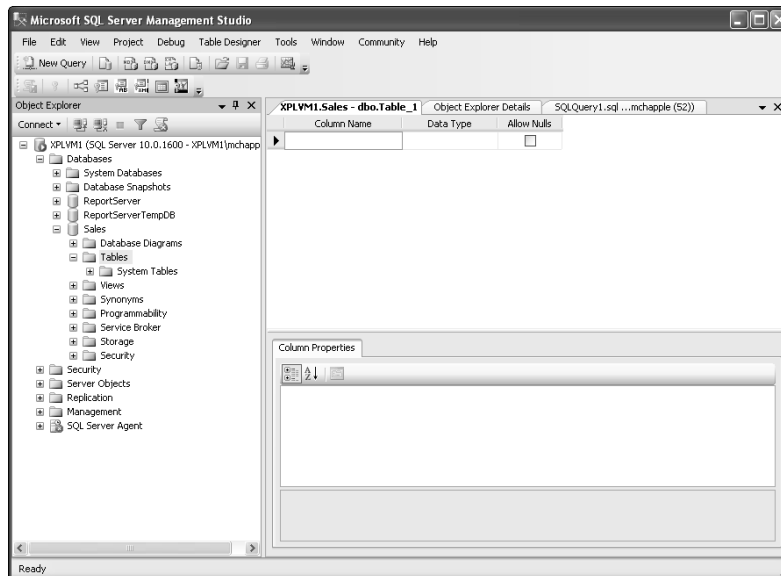 Microsoft SQL Server Management Studio
File Edit View Project Debug Table Designer Tools Window Community Help
New Query
Object Explorer
Connect
XPLVM1 (SQL Server 10.0.1600 - XPLVM1\mchapp
Databases
System Databases
Database Snapshots
ReportServer
ReportServerTempDB
Sales
Database Diagrams
Tables
System Tables
Views
Synonyms
Programmability
Service Broker
Storage
Security
Security
Server Objects
Replication
Management
SQL Server Agent
XPLVM1.Sales - dbo.Table_1 Object Explorer Details SQLQuery1.sql ...mchapple (52))
Column Name Data Type Allow Nulls
Column Properties
Ready